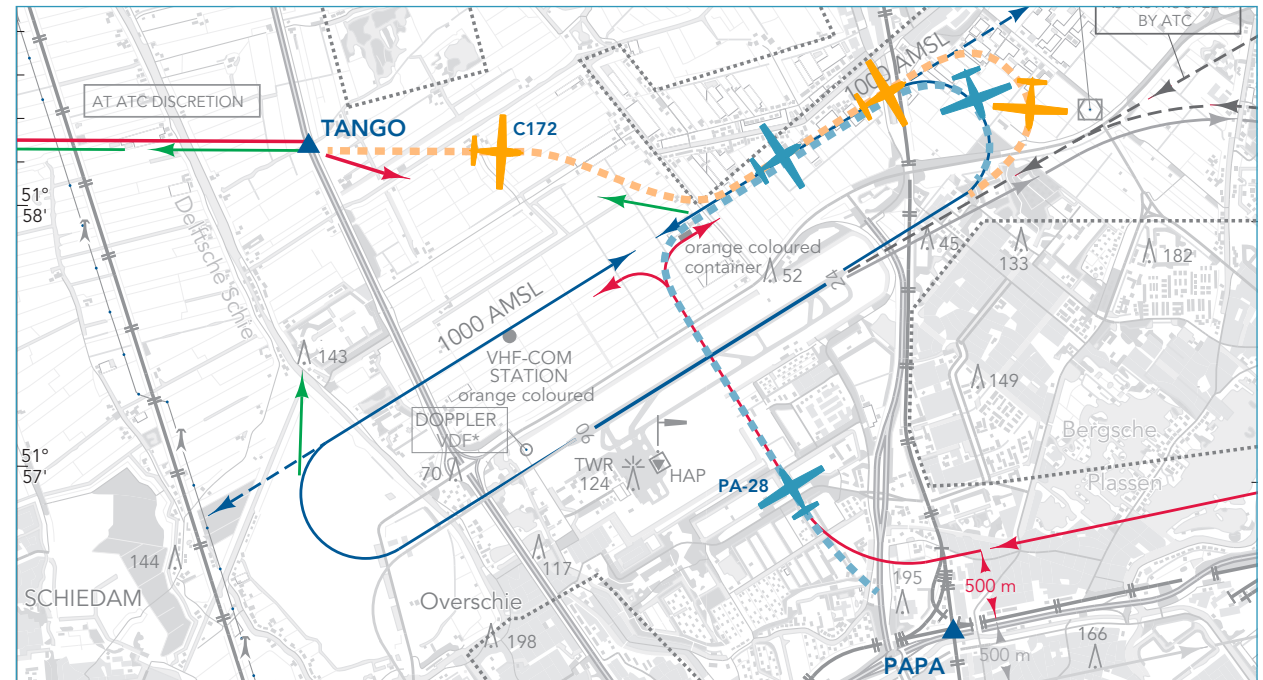 BY ATC
1000 AMSL
AT ATC DISCRETION
TANGO
C172
51°
58'
Delftsche Schie
orange coloured
container
52
45
133
182
24
1000 AMSL
VHF-COM
STATION
orange coloured
143
149
DOPPLER
VDF*
06
Bergsche
Plassen
51°
57'
70
TWR
124
HAP
PA-28
144
117
SCHIEDAM
Overschie
195
500 m
198
166
500 m
PAPA